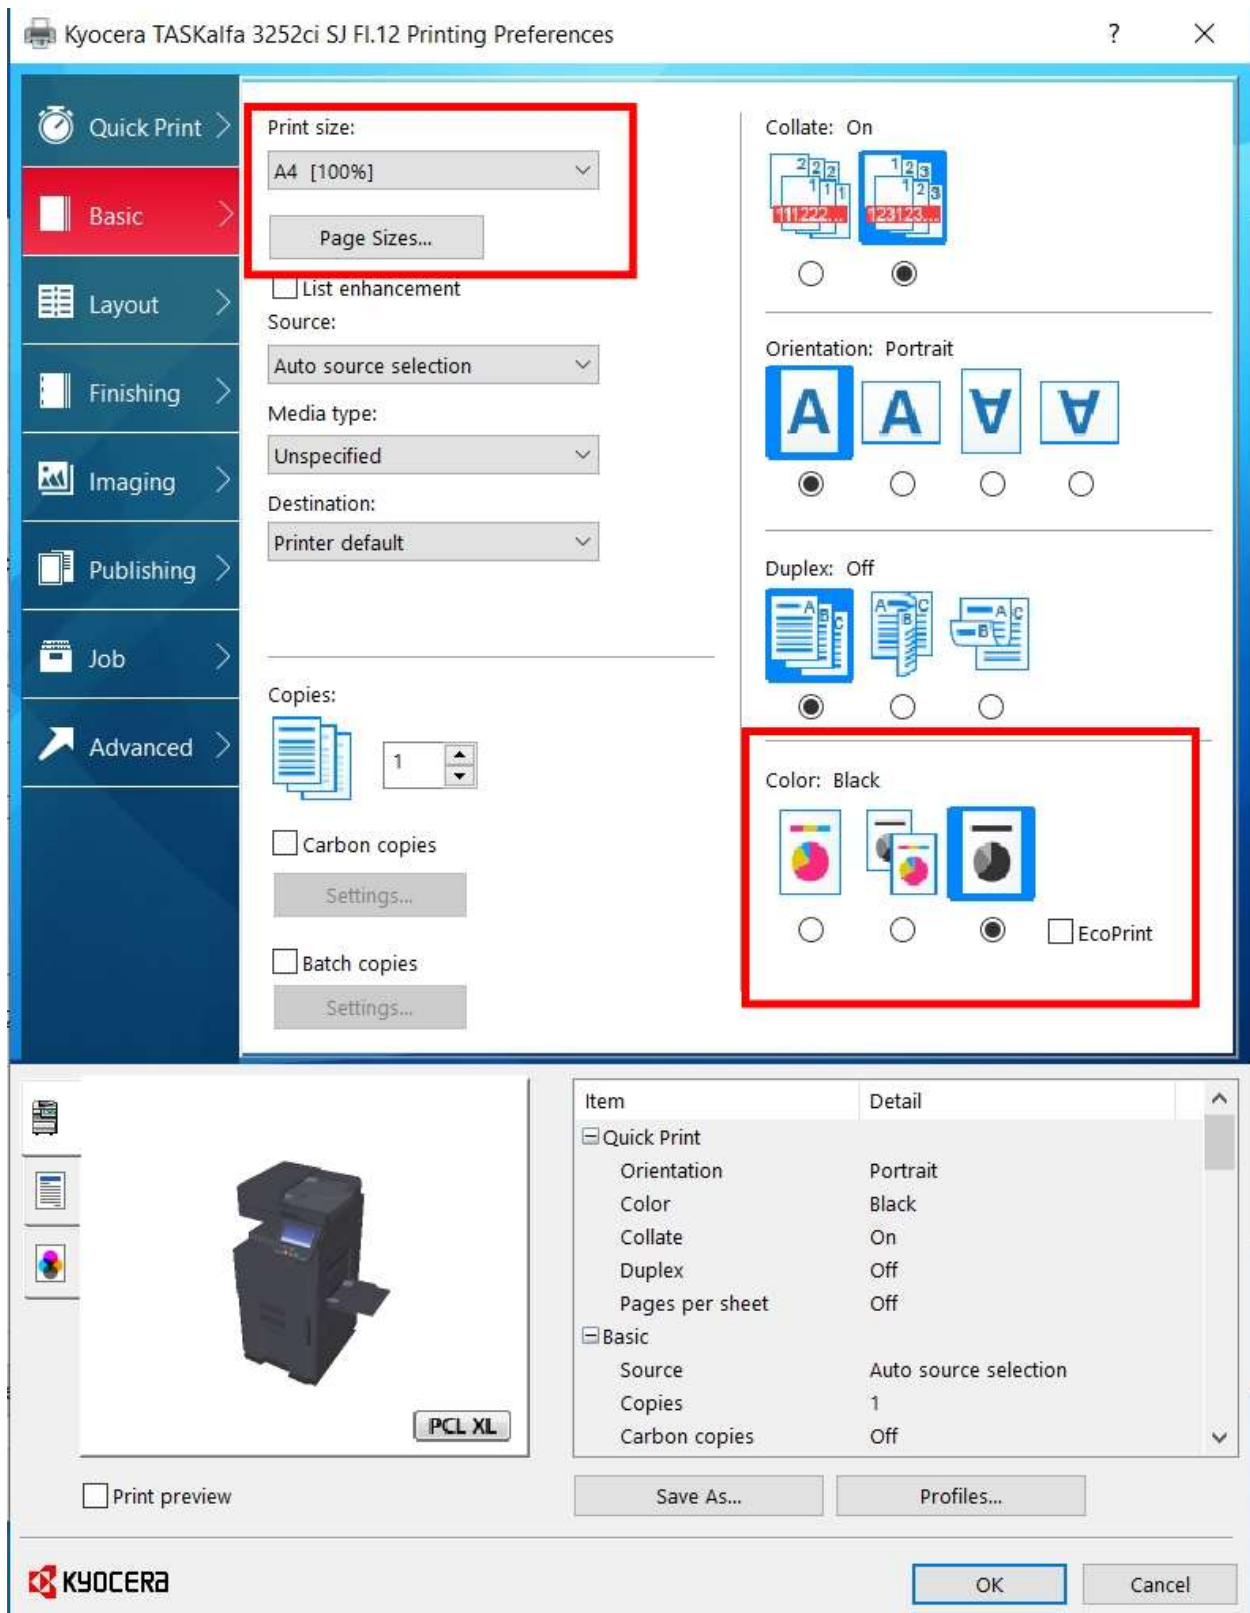 Kyocera TASKalfa 3252ci SJ Fl.12 Printing Preferences
?
Quick Print
Basic
Layout
Finishing
Imaging
Publishing
Job
Advanced
Print size:
A4 [100%]
Page Sizes...
List enhancement
Source:
Auto source selection
Media type:
Unspecified
Destination:
Printer default
Copies:
1
Carbon copies
Settings...
Batch copies
Settings...
Collate: On
111222...
123123...
Orientation: Portrait
A A A A
Duplex: Off
Color: Black
EcoPrint
Item Detail
Quick Print
Orientation Portrait
Color Black
Collate On
Duplex Off
Pages per sheet Off
Basic
Source Auto source selection
Copies 1
Carbon copies Off
PCL XL
Print preview
Save As...
Profiles...
KYOCERA
OK
Cancel